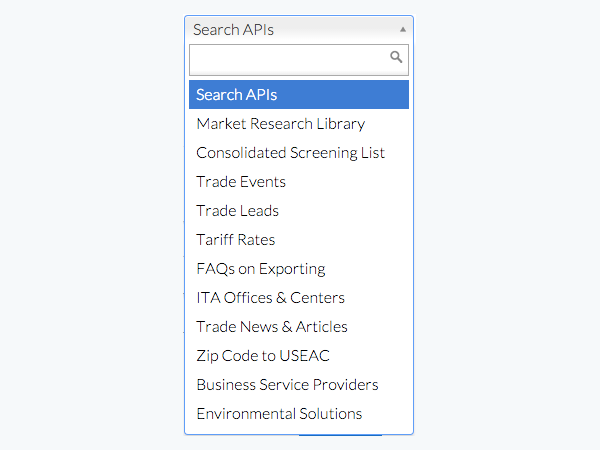 Search APIs
Search APIs
Market Research Library
Consolidated Screening List
Trade Events
Trade Leads
Tariff Rates
FAQs on Exporting
ITA Offices & Centers
Trade News & Articles
Zip Code to USEAC
Business Service Providers
Environmental Solutions